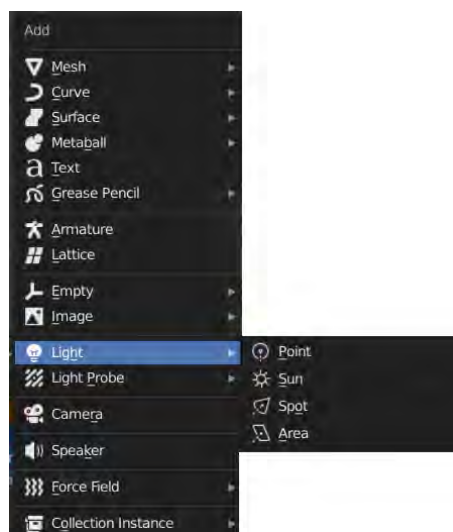 Add
Mesh
Curve
Surface
Metaball
Text
Grease Pencil
Armature
Lattice
Empty
Image
Light
Light Probe
Camera
Speaker
Force Field
Collection Instance
Point
Sun
Spot
Area